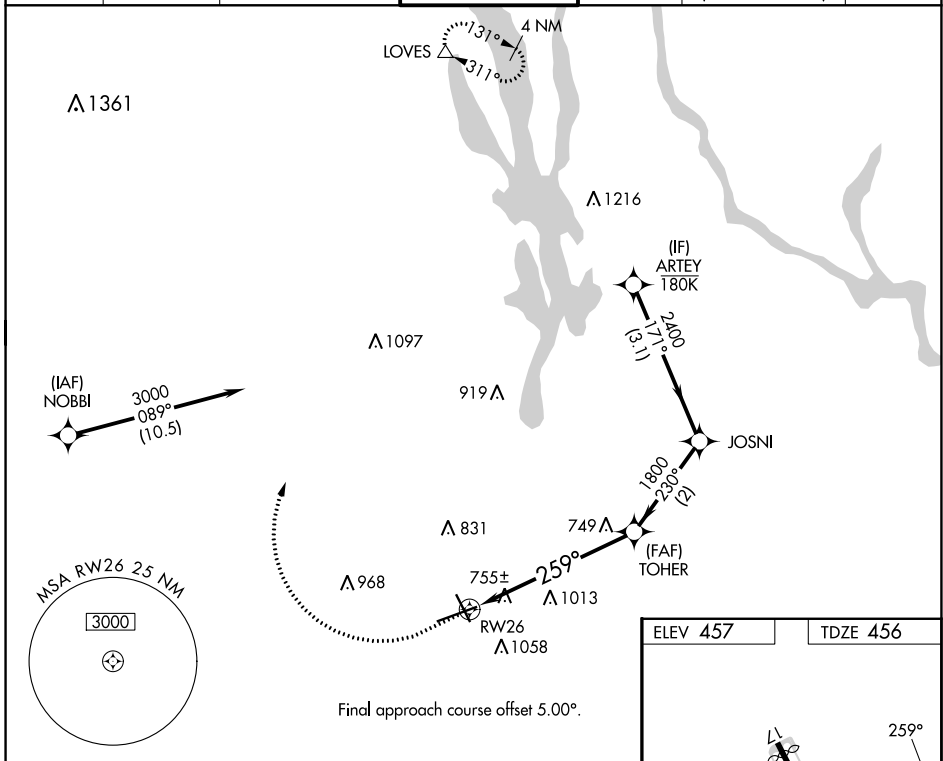 4 NM
131°
LOVES
311°
1361
1216
(IF)
ARTEY
180K
2400
171°
(3.1)
1097
(IAF)
NOBBI
3000
089°
(10.5)
919
JOSNI
1800
230°
(2)
831
749
(FAF)
TOHER
259°
968
755±
1013
RW26
1058
MSA RW26 25 NM
3000
Final approach course offset 5.00°.
ELEV 457
TDZE 456
17
259°